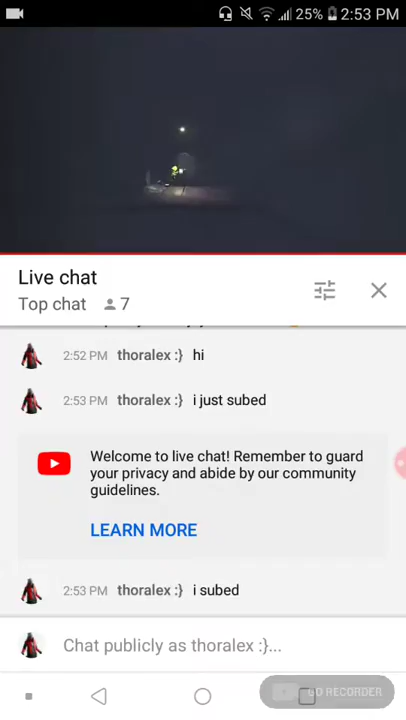 25% 2:53 PM
Live chat
Top chat 7
2:52 PM thoralex :} hi
2:53 PM thoralex :} i just subed
Welcome to live chat! Remember to guard
your privacy and abide by our community
guidelines.
LEARN MORE
2:53 PM thoralex :} i subed
Chat publicly as thoralex :}...
GO RECORDER